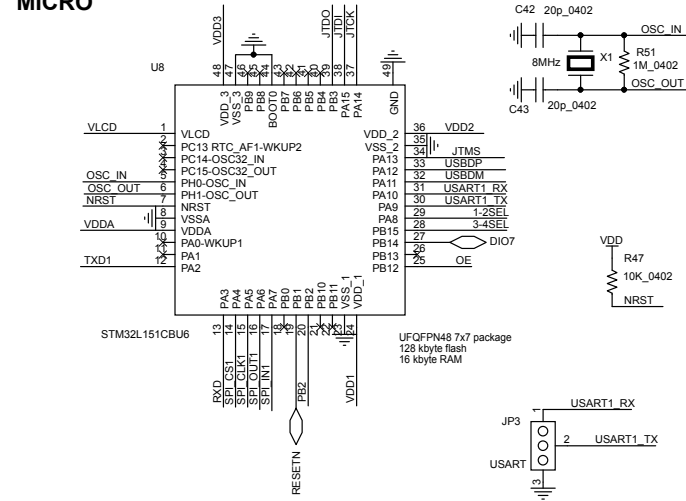 MICRO
VDD3
JTDO
JTDI
JTCK
U8
48
47
46
45
44
43
42
41
40
39
38
37
49
VDD_3
VSS_3
PB9
PB8
BOOT0
PB7
PB6
PB5
PB4
PB3
PA15
PA14
GND
VLCD 1 VLCD
2 PC13 RTC_AF1-WKUP2
3 PC14-OSC32_IN
4 PC15-OSC32_OUT
OSC_IN 5 PH0-OSC_IN
OSC_OUT 6 PH1-OSC_OUT
NRST 7 NRST
8 VSSA
VDDA 9 VDDA
10 PA0-WKUP1
11 PA1
TXD1 12 PA2
VDD_2 36 VDD2
VSS_2 35
PA13 34 JTMS
PA12 33 USBDP
PA11 32 USBDM
PA10 31 USART1_RX
PA9 30 USART1_TX
PA8 29 1-2SEL
PB15 28 3-4SEL
PB14 27 DIO7
PB13 26
PB12 25 OE
PA3
PA4
PA5
PA6
PA7
PB0
PB1
PB2
PB10
PB11
VSS_1
VDD_1
STM32L151CBU6
13
14
15
16
17
18
19
20
21
22
23
24
RXD
SPI_CS1
SPI_CLK1
SPI_OUT1
SPI_IN1
PB2
VDD1
RESETN
UFQFPN48 7x7 package
128 kbyte flash
16 kbyte RAM
C42 20p_0402
OSC_IN
8MHz X1
R51
1M_0402
OSC_OUT
C43 20p_0402
VDD
R47
10K_0402
NRST
JP3
1 USART1_RX
2 USART1_TX
USART
3